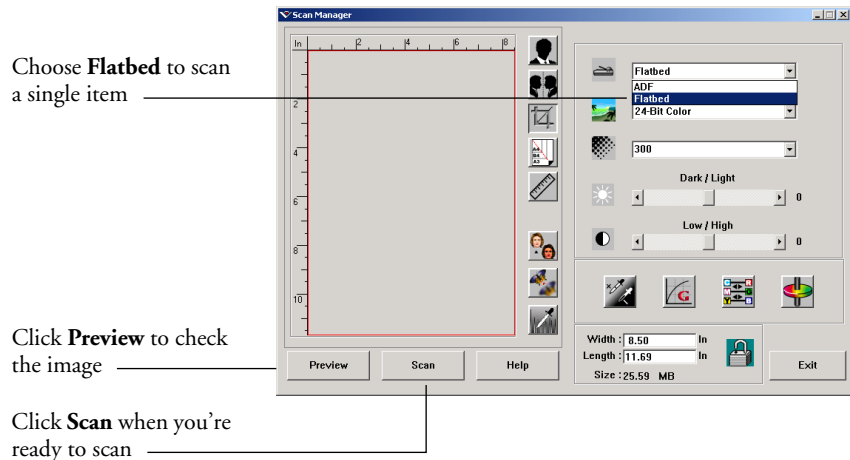 Scan Manager
In 2 4 6 8
2
4
6
8
10
A4
B4
A3
Choose Flatbed to scan
a single item
Flatbed
ADF
Flatbed
24-Bit Color
300
Dark / Light
0
Low / High
0
G
Width : 8.50 In
Length : 11.69 In
Size : 25.59 MB
Click Preview to check
the image
Preview Scan Help Exit
Click Scan when you're
ready to scan